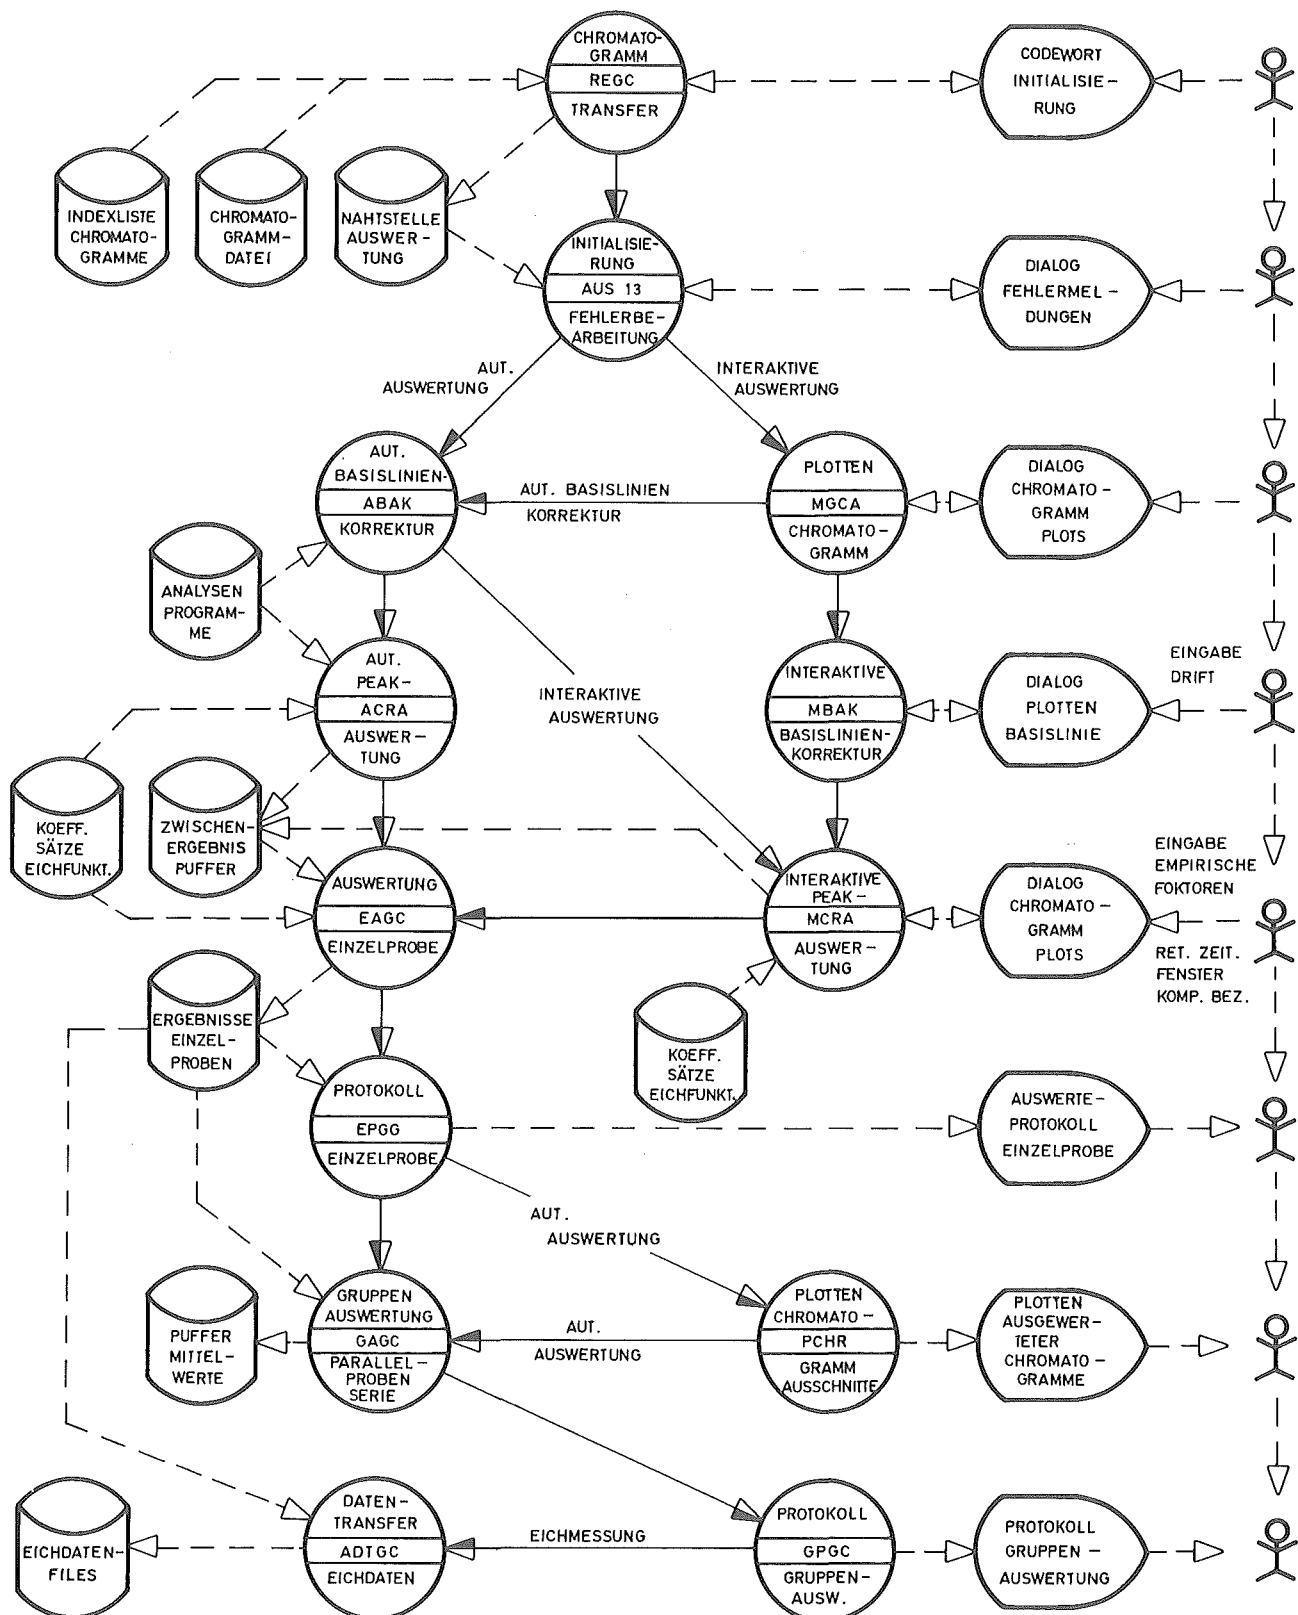 CHROMATO-
GRAMM
REGC
TRANSFER
CODEWORT
INITIALISIE-
RUNG
INDEXLISTE
CHROMATO-
GRAMME
CHROMATO-
GRAMM-
DATEI
NAHTSTELLE
AUSWER-
TUNG
INITIALISIE-
RUNG
AUS 13
FEHLERBE-
ARBEITUNG
DIALOG
FEHLERMEL-
DUNGEN
AUT.
AUSWERTUNG
INTERAKTIVE
AUSWERTUNG
AUT.
BASISLINIEN-
ABAK
KORREKTUR
AUT. BASISLINIEN
KORREKTUR
PLOTTEN
MGCA
CHROMATO-
GRAMM
DIALOG
CHROMATO-
GRAMM
PLOTS
ANALYSEN
PROGRAM-
ME
AUT.
PEAK-
ACRA
AUSWER-
TUNG
INTERAKTIVE
AUSWERTUNG
INTERAKTIVE
MBAK
BASISLINIEN-
KORREKTUR
DIALOG
PLOTTEN
BASISLINIE
EINGABE
DRIFT
KOEFF.
SÄTZE
EICHFUNKT.
ZWISCHEN-
ERGEBNIS
PUFFER
AUSWERTUNG
EAGC
EINZELPROBE
INTERAKTIVE
PEAK-
MCRA
AUSWER-
TUNG
DIALOG
CHROMATO-
GRAMM
PLOTS
EINGABE
EMPIRISCHE
FOKTOREN
RET. ZEIT.
FENSTER
KOMP. BEZ.
ERGEBNISSE
EINZEL-
PROBEN
KOEFF.
SÄTZE
EICHFUNKT.
PROTOKOLL
EPGG
EINZELPROBE
AUSWERTE-
PROTOKOLL
EINZELPROBE
AUT.
AUSWERTUNG
PUFFER
MITTEL-
WERTE
GRUPPEN
AUSWERTUNG
GAGC
PARALLEL-
PROBEN
SERIE
AUT.
AUSWERTUNG
PLOTTEN
CHROMATO-
PCHR
GRAMM
AUSSCHNITTE
PLOTTEN
AUSGEWER-
TETER
CHROMATO-
GRAMME
EICHDATEN-
FILES
DATEN-
TRANSFER
ADTGC
EICHDATEN
EICHMESSUNG
PROTOKOLL
GPGC
GRUPPEN-
AUSW.
PROTOKOLL
GRUPPEN-
AUSWERTUNG